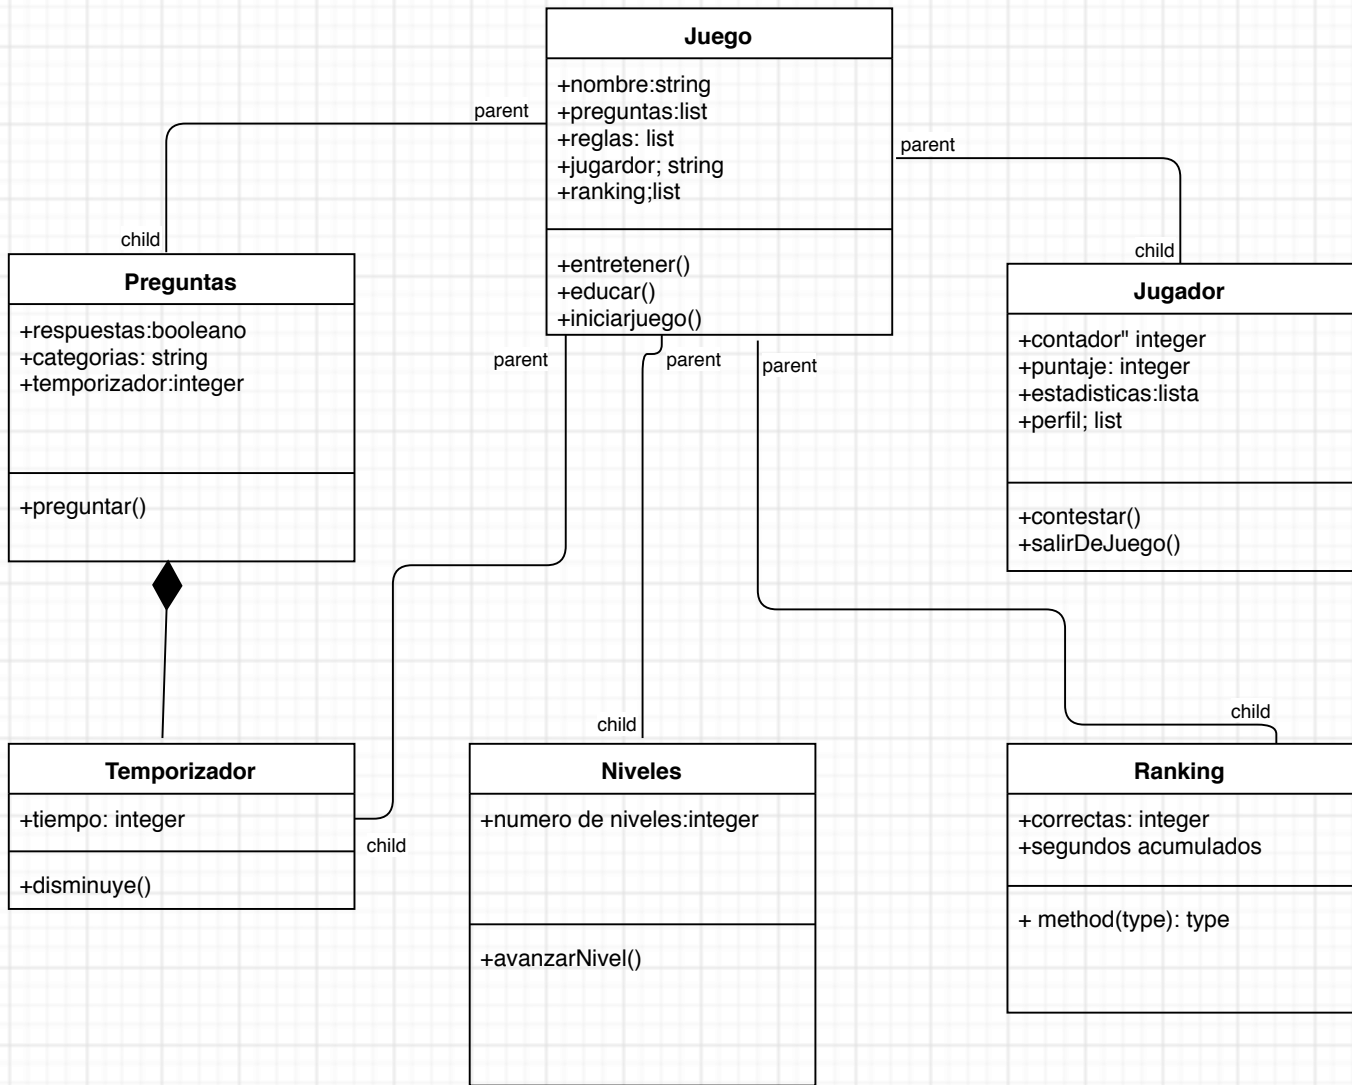 Juego
+nombre:string
+preguntas:list
+reglas: list
+jugardor; string
+ranking;list
+entretener()
+educar()
+iniciarjuego()
parent
parent
child
child
Preguntas
+respuestas:booleano
+categorias: string
+temporizador:integer
+preguntar()
Jugador
+contador" integer
+puntaje: integer
+estadisticas:lista
+perfil; list
+contestar()
+salirDeJuego()
parent
parent
parent
child
child
child
Temporizador
+tiempo: integer
+disminuye()
Niveles
+numero de niveles:integer
+avanzarNivel()
Ranking
+correctas: integer
+segundos acumulados
+ method(type): type